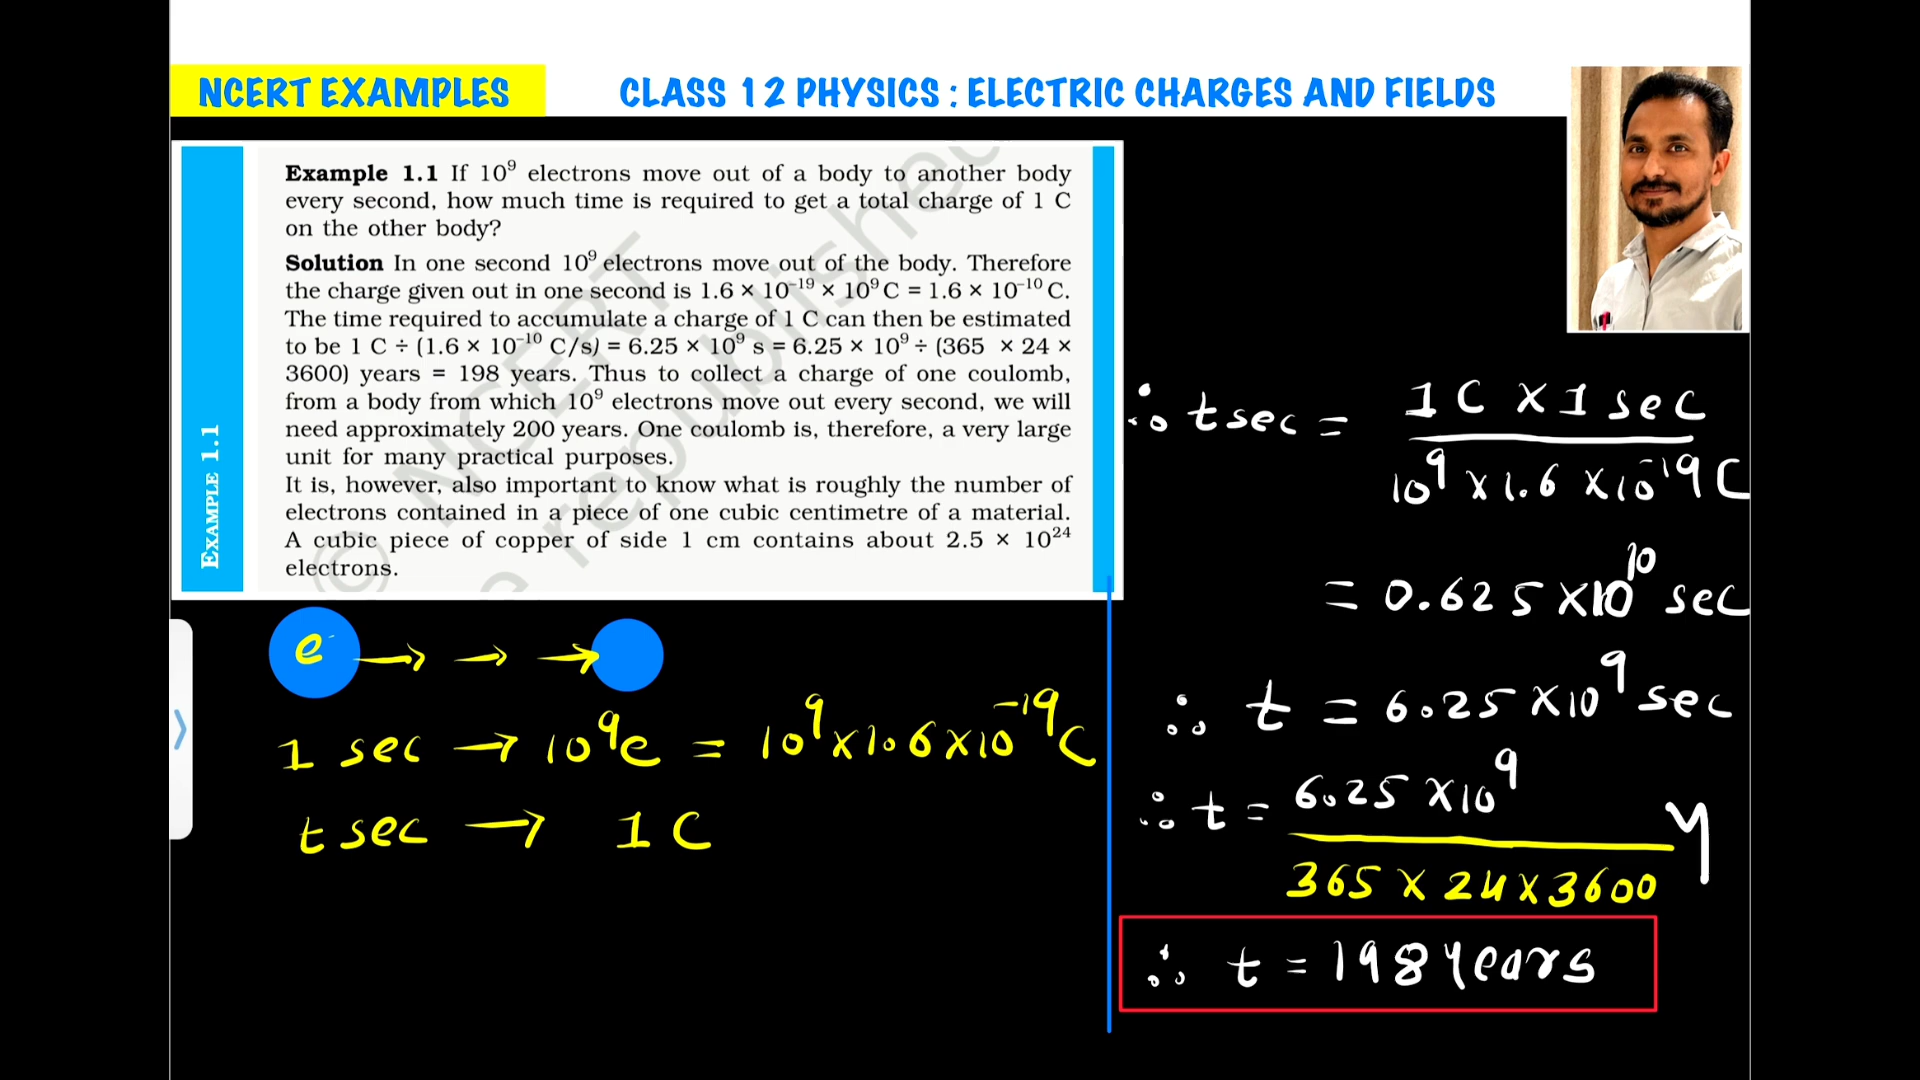 NCERT EXAMPLES
CLASS 12 PHYSICS : ELECTRIC CHARGES AND FIELDS
Example 1.1 If 10⁹ electrons move out of a body to another body
every second, how much time is required to get a total charge of 1 C
on the other body?
Solution In one second 10⁹ electrons move out of the body. Therefore
the charge given out in one second is 1.6 × 10⁻¹⁹ × 10⁹ C = 1.6 × 10⁻¹⁰ C.
The time required to accumulate a charge of 1 C can then be estimated
to be 1 C ÷ (1.6 × 10⁻¹⁰ C/s) = 6.25 × 10⁹ s = 6.25 × 10⁹ ÷ (365 × 24 ×
3600) years = 198 years. Thus to collect a charge of one coulomb,
from a body from which 10⁹ electrons move out every second, we will
need approximately 200 years. One coulomb is, therefore, a very large
unit for many practical purposes.
It is, however, also important to know what is roughly the number of
electrons contained in a piece of one cubic centimetre of a material.
A cubic piece of copper of side 1 cm contains about 2.5 × 10²⁴
electrons.
EXAMPLE 1.1
© NCERT
e republished
e⁻ → → →
1 sec → 10⁹e = 10⁹ × 1.6 × 10⁻¹⁹C
t sec → 1 C
∴ t sec = 1 C × 1 sec
10⁹ × 1.6 × 10⁻¹⁹ C
= 0.625 × 10¹⁰ sec
∴ t = 6.25 × 10⁹ sec
∴ t = 6.25 × 10⁹ y
365 × 24 × 3600
∴ t = 198 years